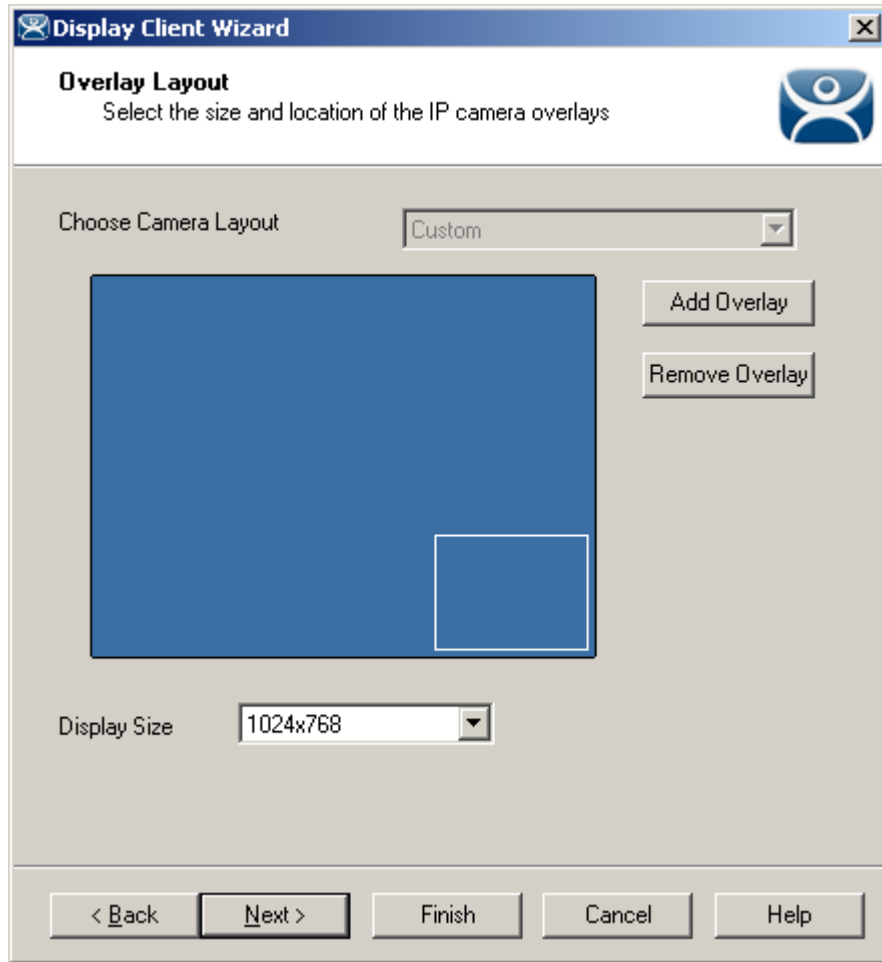 Display Client Wizard
Overlay Layout
Select the size and location of the IP camera overlays
Choose Camera Layout
Custom
Add Overlay
Remove Overlay
Display Size
1024x768
< Back
Next >
Finish
Cancel
Help